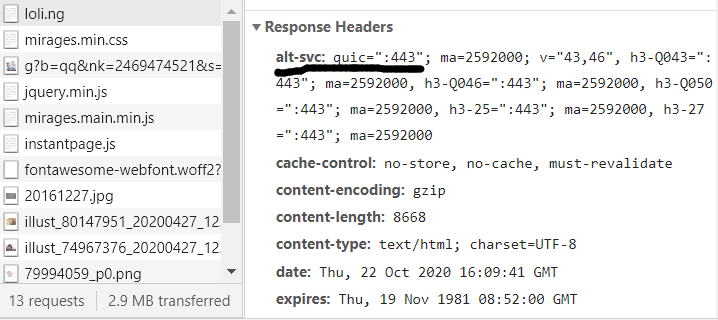 loli.ng
mirages.min.css
g?b=qq&nk=2469474521&s=
jquery.min.js
mirages.main.min.js
instantpage.js
fontawesome-webfont.woff2?
20161227.jpg
illust_80147951_20200427_12.
illust_74967376_20200427_12.
79994059_p0.png
13 requests
2.9 MB transferred
Response Headers
alt-svc: quic=":443"; ma=2592000; v="43,46", h3-Q043=":
443"; ma=2592000, h3-Q046=":443"; ma=2592000, h3-Q050
=":443"; ma=2592000, h3-25=":443"; ma=2592000, h3-27
=":443"; ma=2592000
cache-control: no-store, no-cache, must-revalidate
content-encoding: gzip
content-length: 8668
content-type: text/html; charset=UTF-8
date: Thu, 22 Oct 2020 16:09:41 GMT
expires: Thu, 19 Nov 1981 08:52:00 GMT